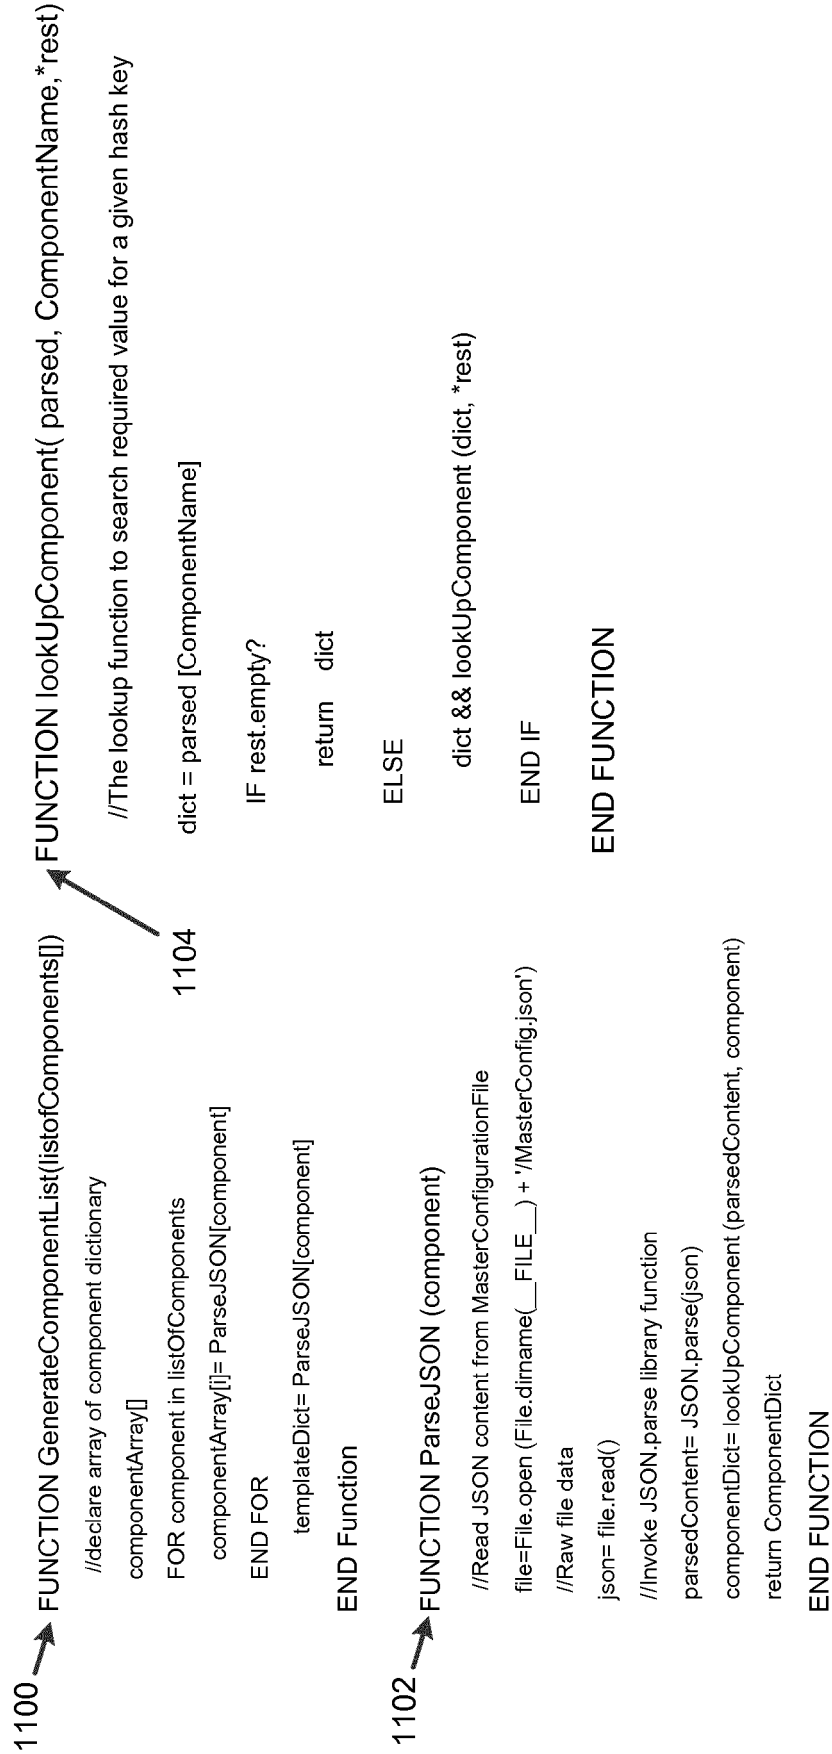 1100
FUNCTION GenerateComponentList(listofComponents[])
//declare array of component dictionary
componentArray[]
FOR component in listOfComponents
componentArray[i]= ParseJSON[component]
END FOR
templateDict= ParseJSON[component]
END Function
1102
FUNCTION ParseJSON (component)
//Read JSON content from MasterConfigurationFile
file=File.open (File.dirname(__FILE__) + '/MasterConfig.json')
//Raw file data
json= file.read()
//Invoke JSON.parse library function
parsedContent= JSON.parse(json)
componentDict= lookUpComponent (parsedContent, component)
return ComponentDict
END FUNCTION
1104
FUNCTION lookUpComponent( parsed, ComponentName,*rest)
//The lookup function to search required value for a given hash key
dict = parsed [ComponentName]
IF rest.empty?
return dict
ELSE
dict && lookUpComponent (dict, *rest)
END IF
END FUNCTION